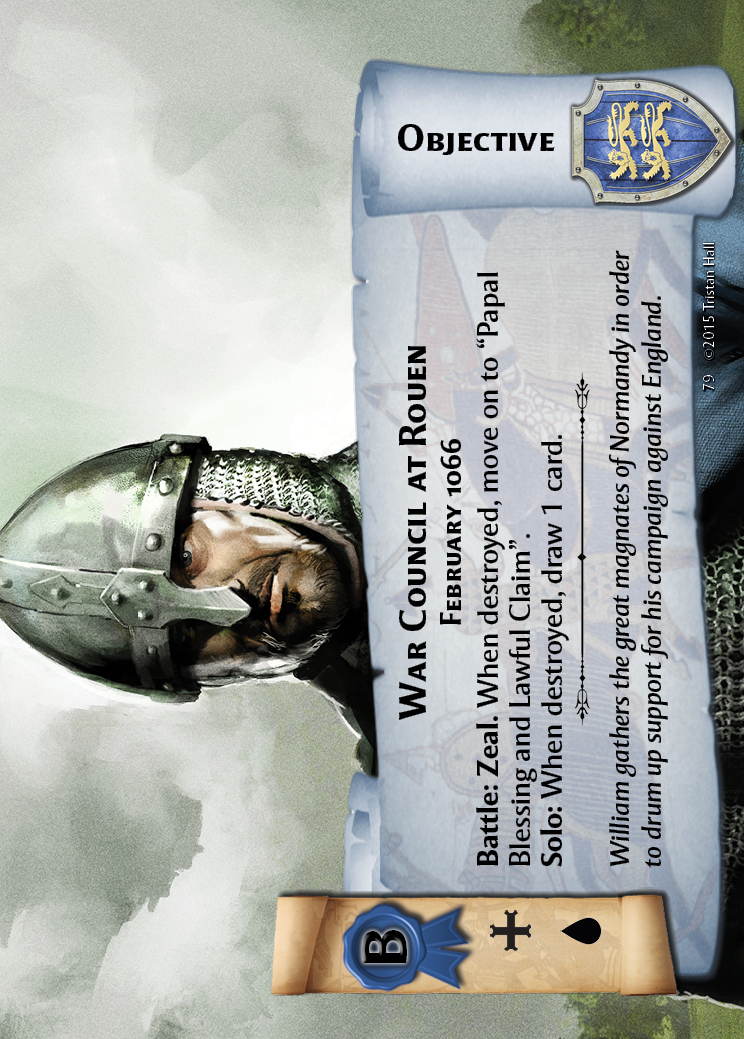 B
Objective
War Council at Rouen
February 1066
Battle: Zeal. When destroyed, move on to “Papal
Blessing and Lawful Claim”.
Solo: When destroyed, draw 1 card.
William gathers the great magnates of Normandy in order
to drum up support for his campaign against England.
79 ©2015 Tristan Hall